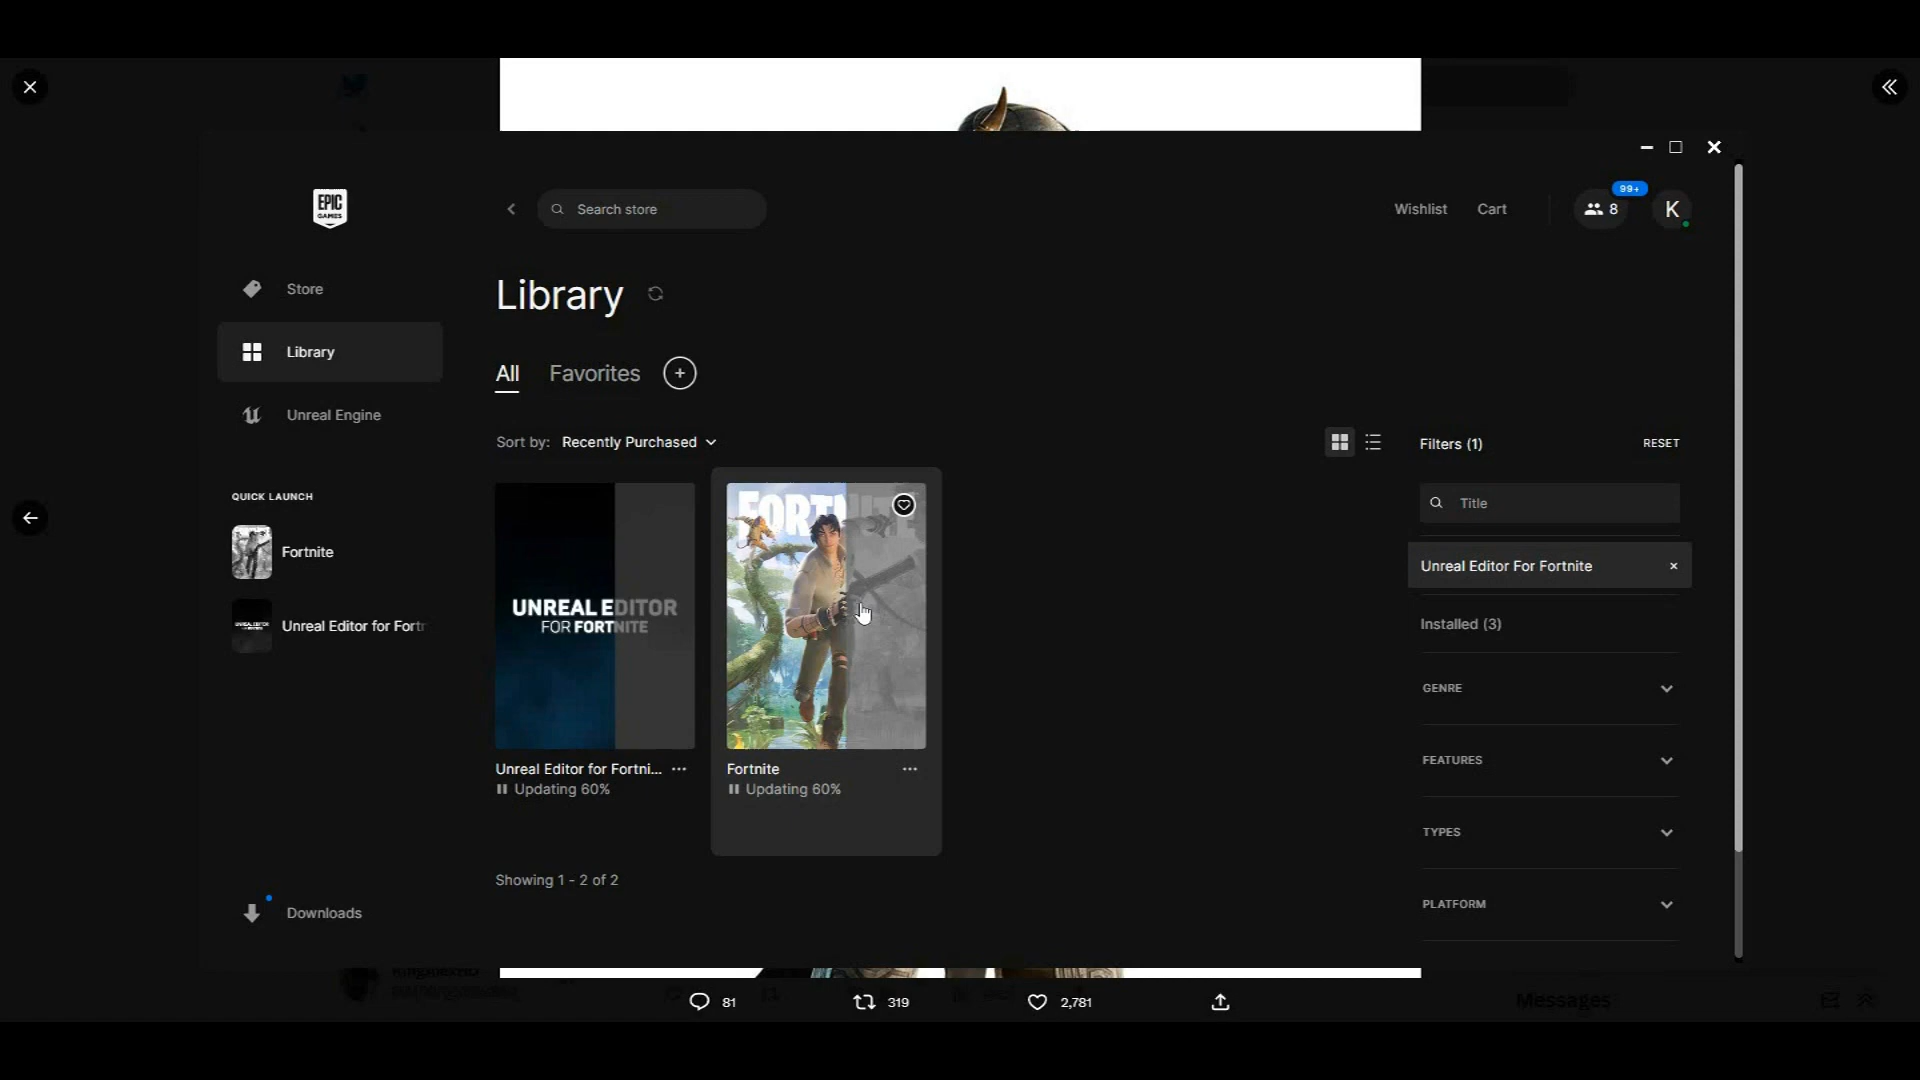 EPIC
GAMES
Search store
Wishlist
Cart
99+
8
K
Store
Library
Unreal Engine
Library
All
Favorites
+
Sort by: Recently Purchased
Filters (1)
RESET
Title
Unreal Editor For Fortnite
Installed (3)
GENRE
FEATURES
TYPES
PLATFORM
QUICK LAUNCH
Fortnite
Unreal Editor for Fortn
UNREAL EDITOR
FOR FORTNITE
FORTNITE
Unreal Editor for Fortni...
Updating 60%
Fortnite
Updating 60%
Showing 1 - 2 of 2
Downloads
81
319
2,781
Messages